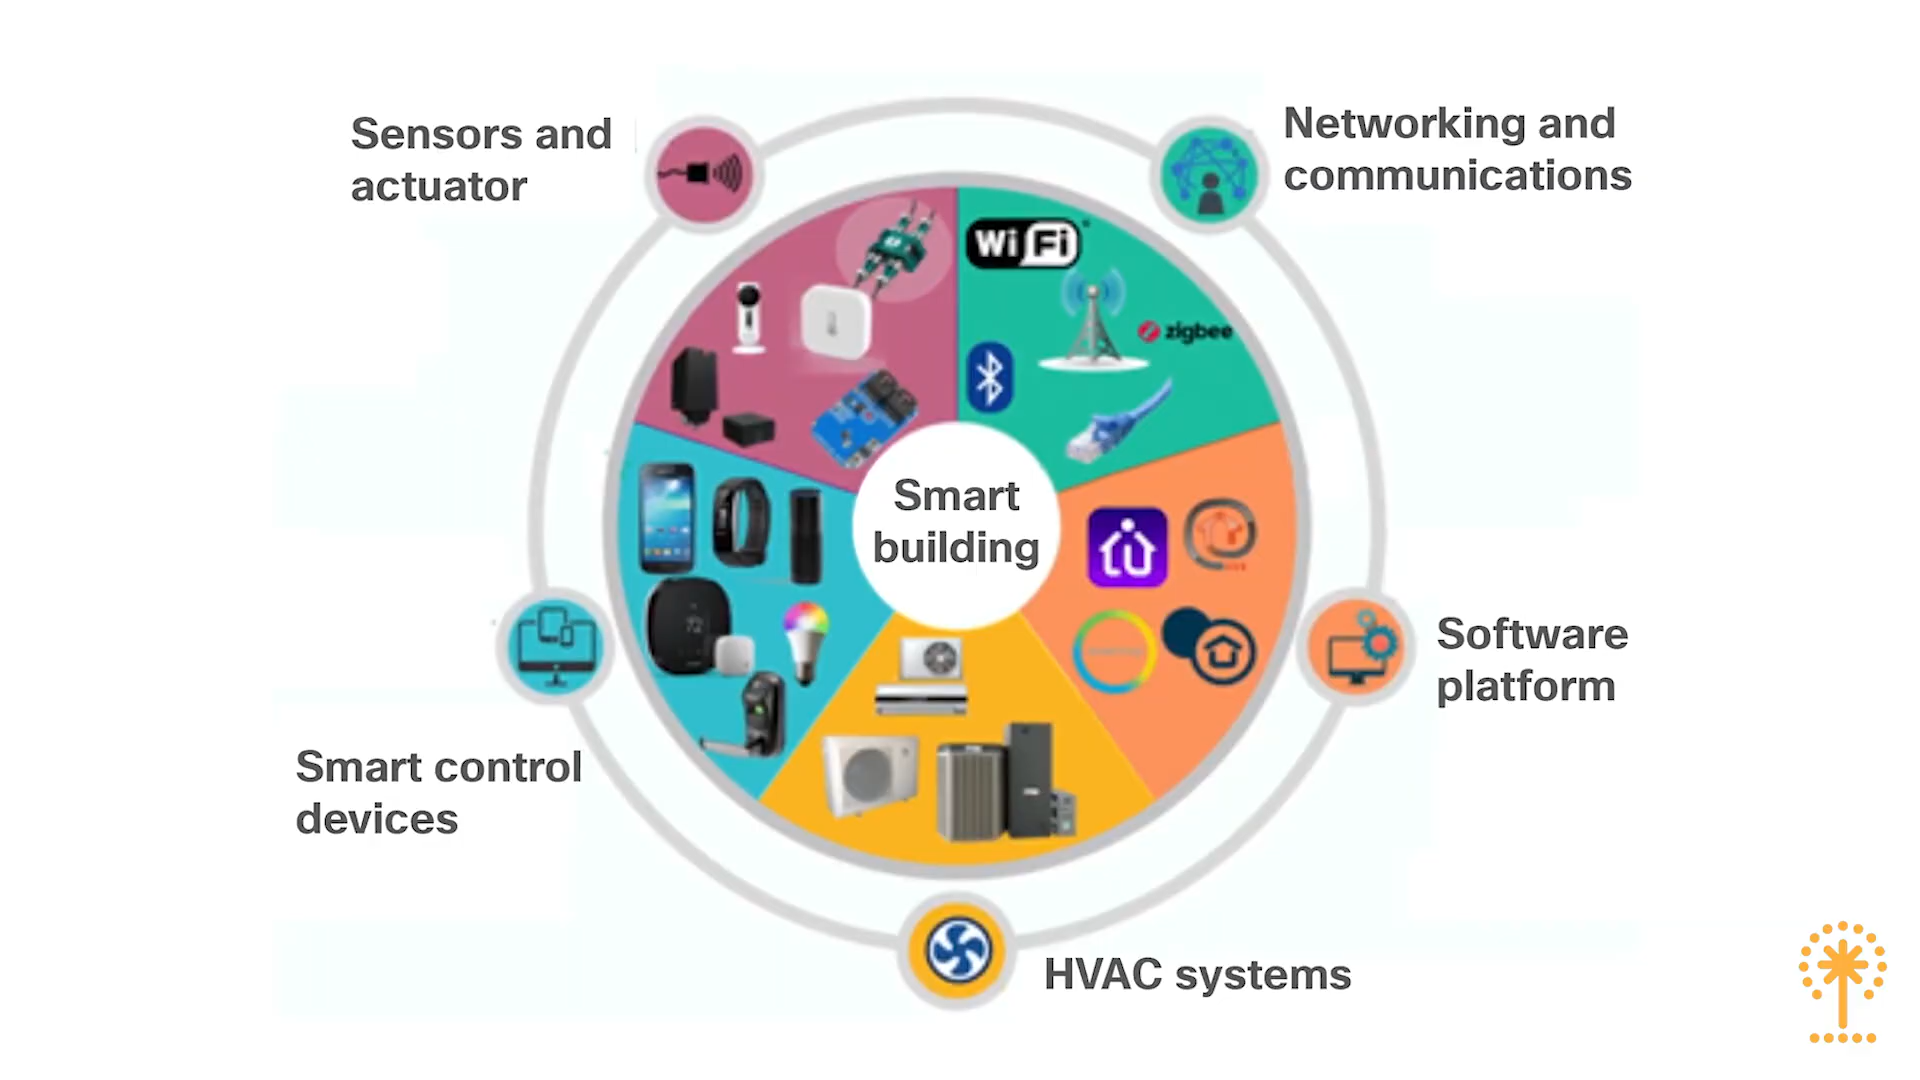 Sensors and
actuator
Networking and
communications
WiFi
zigbee
Smart
building
Software
platform
Smart control
devices
HVAC systems